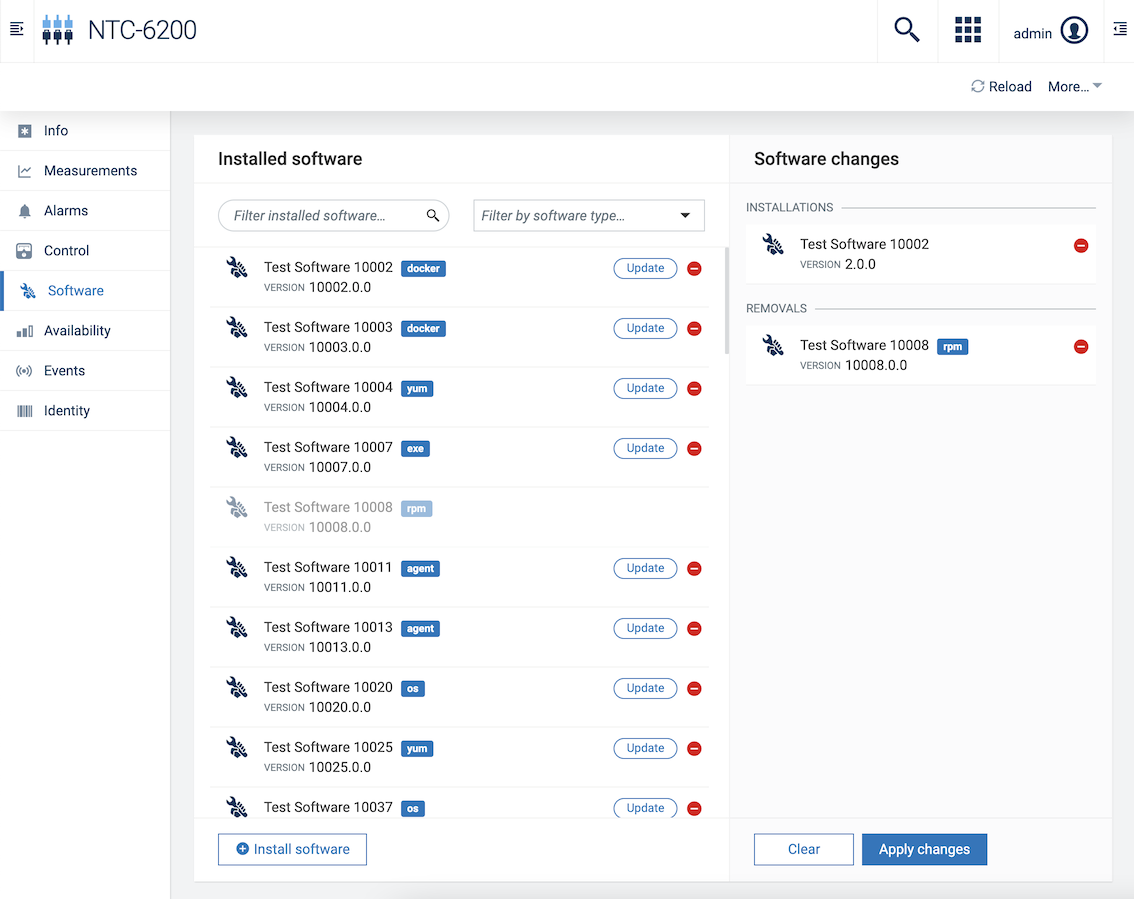 NTC-6200
admin
Reload More...
Info
Measurements
Alarms
Control
Software
Availability
Events
Identity
Installed software
Filter installed software...
Filter by software type...
Test Software 10002 docker Update
VERSION 10002.0.0
Test Software 10003 docker Update
VERSION 10003.0.0
Test Software 10004 yum Update
VERSION 10004.0.0
Test Software 10007 exe Update
VERSION 10007.0.0
Test Software 10008 rpm
VERSION 10008.0.0
Test Software 10011 agent Update
VERSION 10011.0.0
Test Software 10013 agent Update
VERSION 10013.0.0
Test Software 10020 os Update
VERSION 10020.0.0
Test Software 10025 yum Update
VERSION 10025.0.0
Test Software 10037 os Update
Install software
Software changes
INSTALLATIONS
Test Software 10002
VERSION 2.0.0
REMOVALS
Test Software 10008 rpm
VERSION 10008.0.0
Clear Apply changes